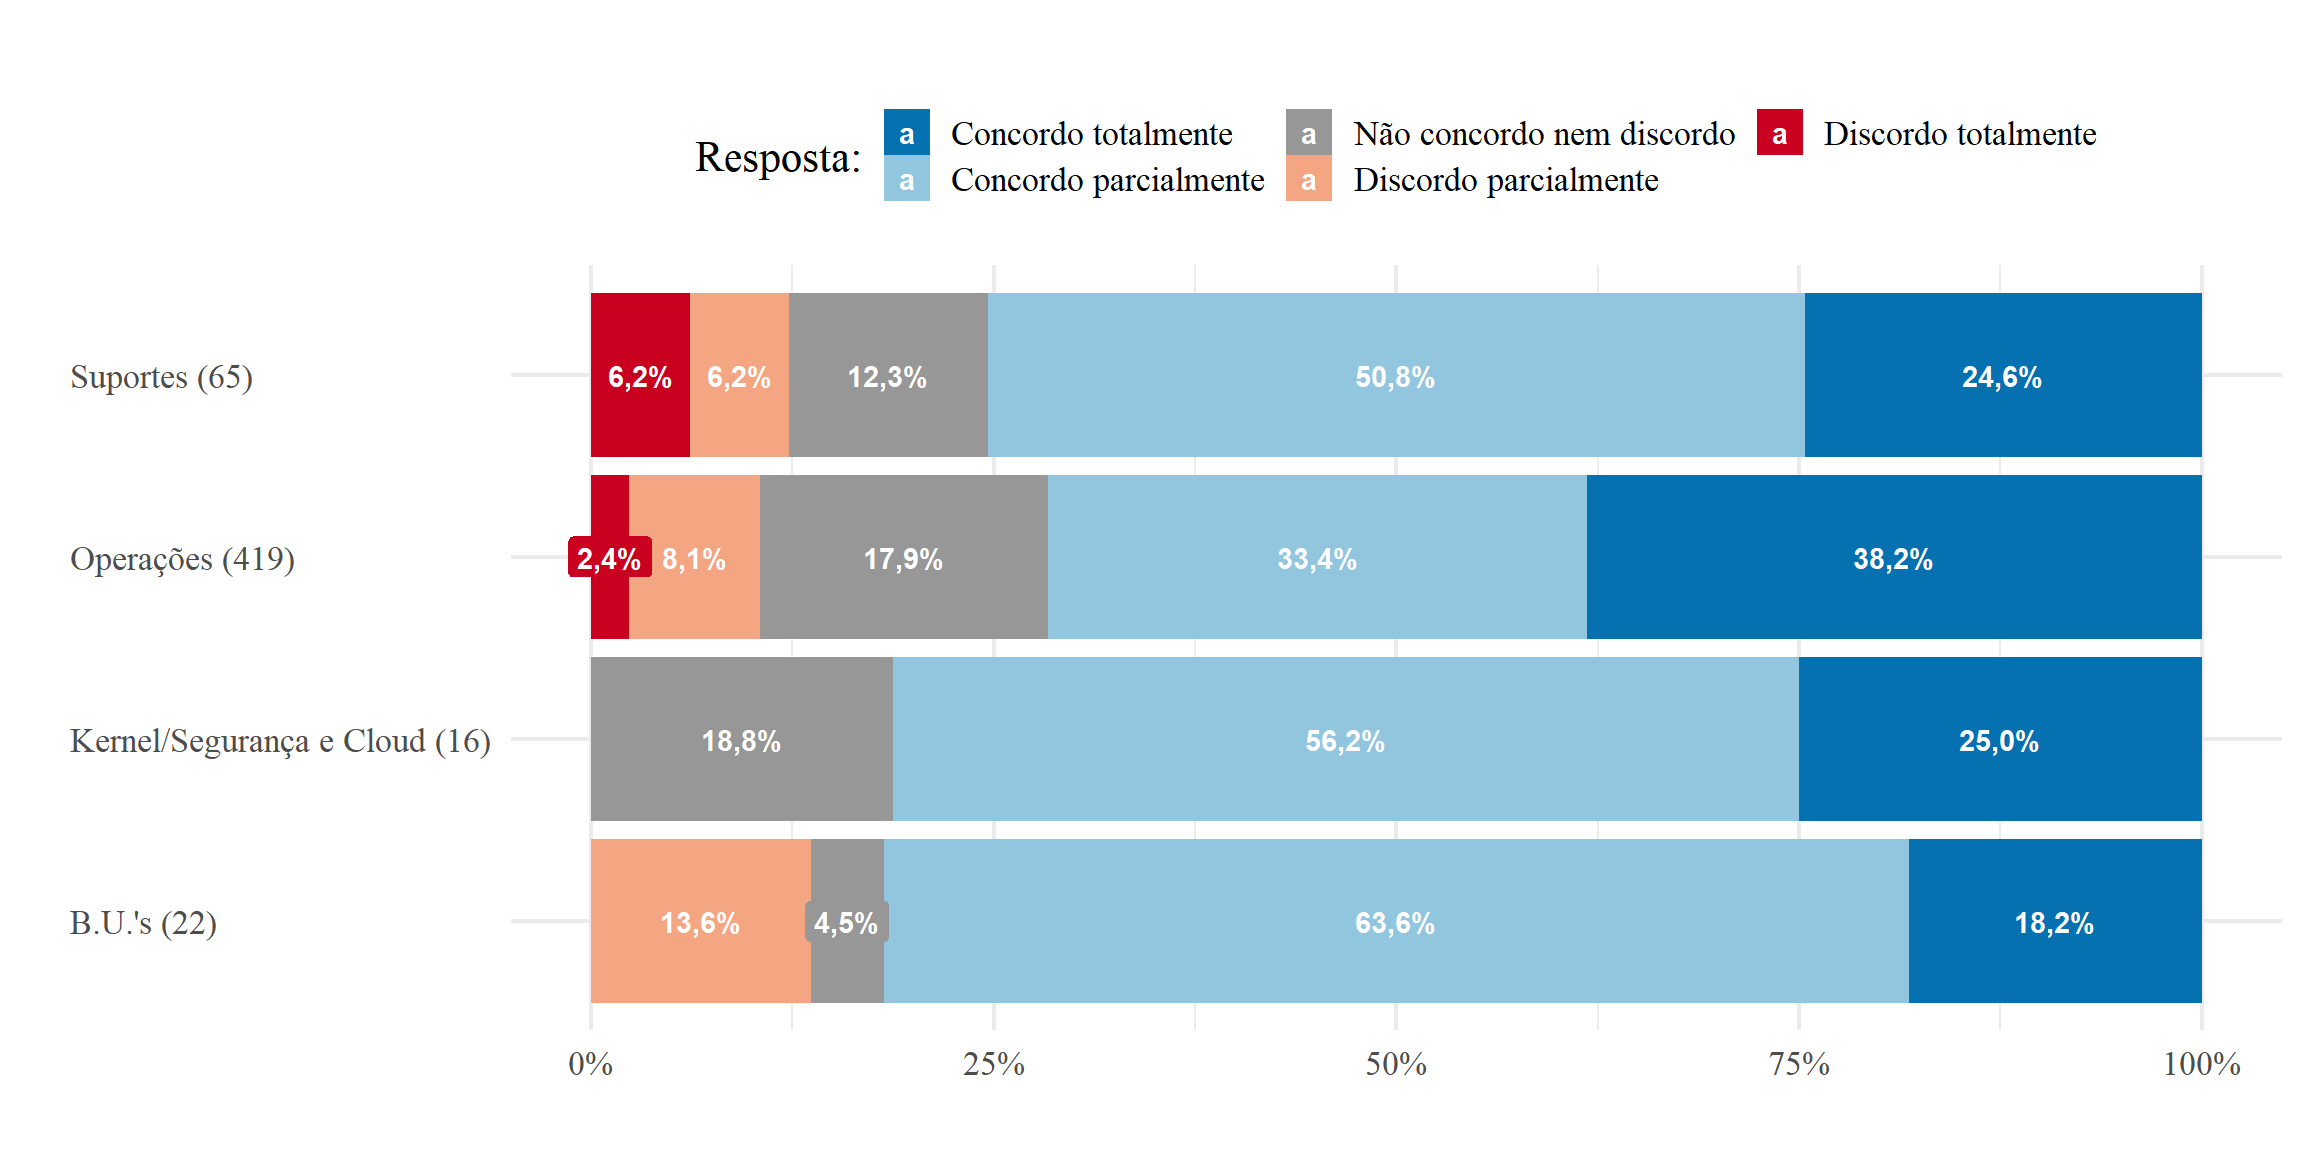 Resposta:
a Concordo totalmente
a Concordo parcialmente
a Não concordo nem discordo
a Discordo parcialmente
a Discordo totalmente
Suportes (65)
6,2% 6,2% 12,3% 50,8% 24,6%
Operações (419)
2,4% 8,1% 17,9% 33,4% 38,2%
Kernel/Segurança e Cloud (16)
18,8% 56,2% 25,0%
B.U.'s (22)
13,6% 4,5% 63,6% 18,2%
0% 25% 50% 75% 100%